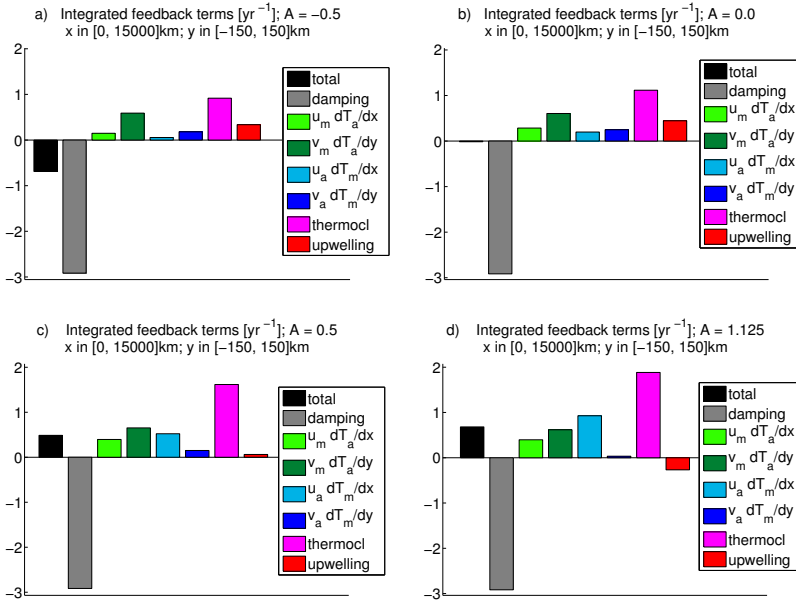 a) Integrated feedback terms [yr⁻¹]; A = −0.5
x in [0, 15000]km; y in [−150, 150]km
2
1
0
−1
−2
−3
total
damping
u_m dT_a/dx
v_m dT_a/dy
u_a dT_m/dx
v_a dT_m/dy
thermocl
upwelling
b) Integrated feedback terms [yr⁻¹]; A = 0.0
x in [0, 15000]km; y in [−150, 150]km
2
1
0
−1
−2
−3
total
damping
u_m dT_a/dx
v_m dT_a/dy
u_a dT_m/dx
v_a dT_m/dy
thermocl
upwelling
c) Integrated feedback terms [yr⁻¹]; A = 0.5
x in [0, 15000]km; y in [−150, 150]km
2
1
0
−1
−2
−3
total
damping
u_m dT_a/dx
v_m dT_a/dy
u_a dT_m/dx
v_a dT_m/dy
thermocl
upwelling
d) Integrated feedback terms [yr⁻¹]; A = 1.125
x in [0, 15000]km; y in [−150, 150]km
2
1
0
−1
−2
−3
total
damping
u_m dT_a/dx
v_m dT_a/dy
u_a dT_m/dx
v_a dT_m/dy
thermocl
upwelling